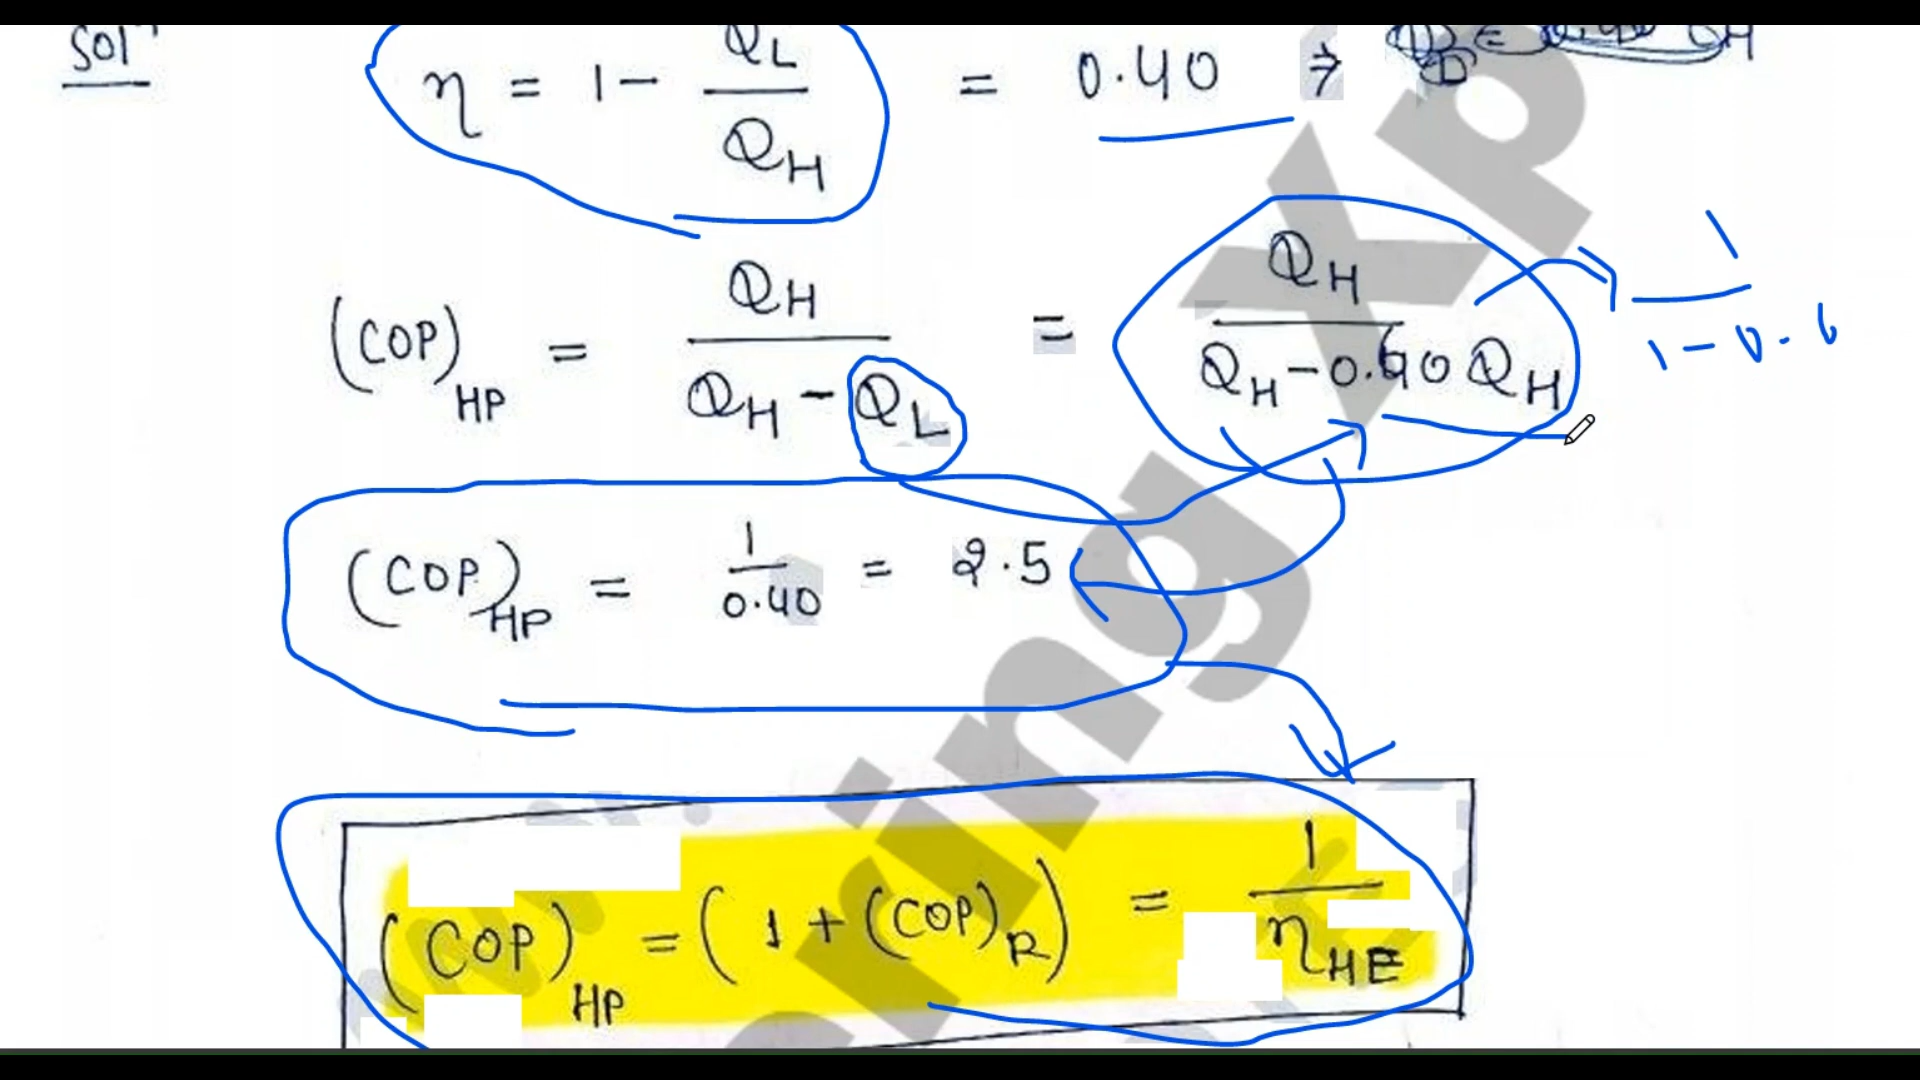 Solⁿ
η = 1 - Q_L / Q_H = 0.40 ⇒
(COP)_HP = Q_H / (Q_H - Q_L) = Q_H / (Q_H - 0.60 Q_H)
1 / (1 - 0.6)
(COP)_HP = 1 / 0.40 = 2.5
(COP)_HP = (1 + (COP)_R) = 1 / η_HE